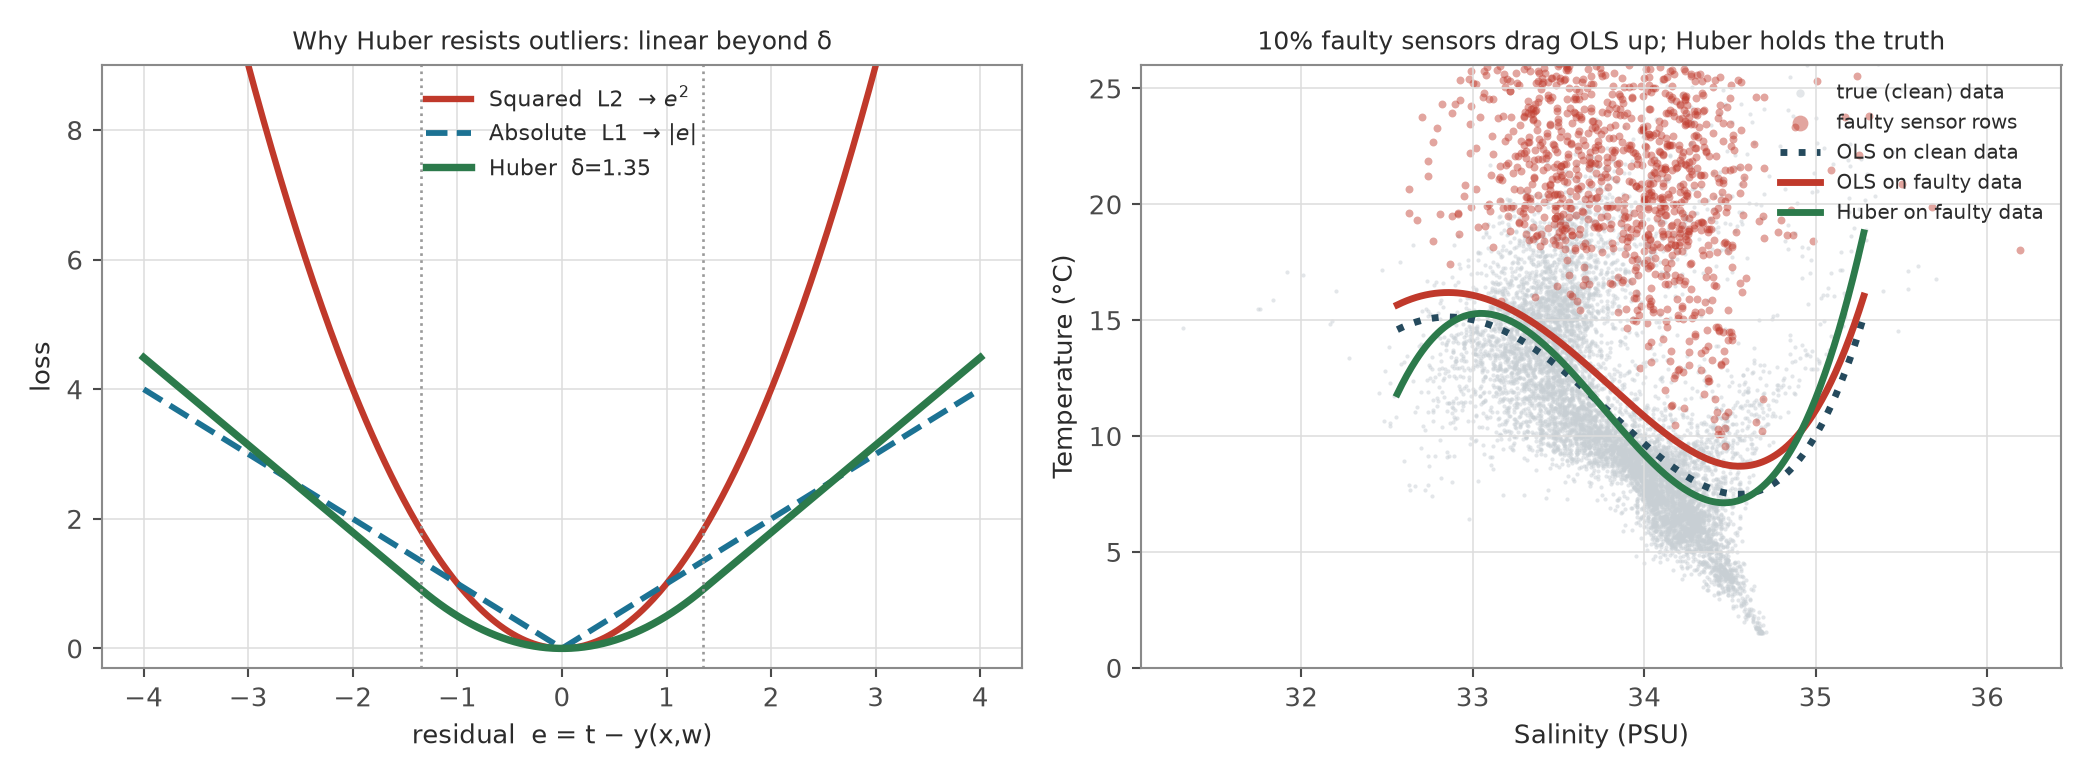 Why Huber resists outliers: linear beyond δ
Squared  L2  → e²
Absolute  L1  → |e|
Huber  δ=1.35
loss
8
6
4
2
0
−4
−3
−2
−1
0
1
2
3
4
residual  e = t − y(x,w)
10% faulty sensors drag OLS up; Huber holds the truth
true (clean) data
faulty sensor rows
OLS on clean data
OLS on faulty data
Huber on faulty data
Temperature (°C)
25
20
15
10
5
0
32
33
34
35
36
Salinity (PSU)